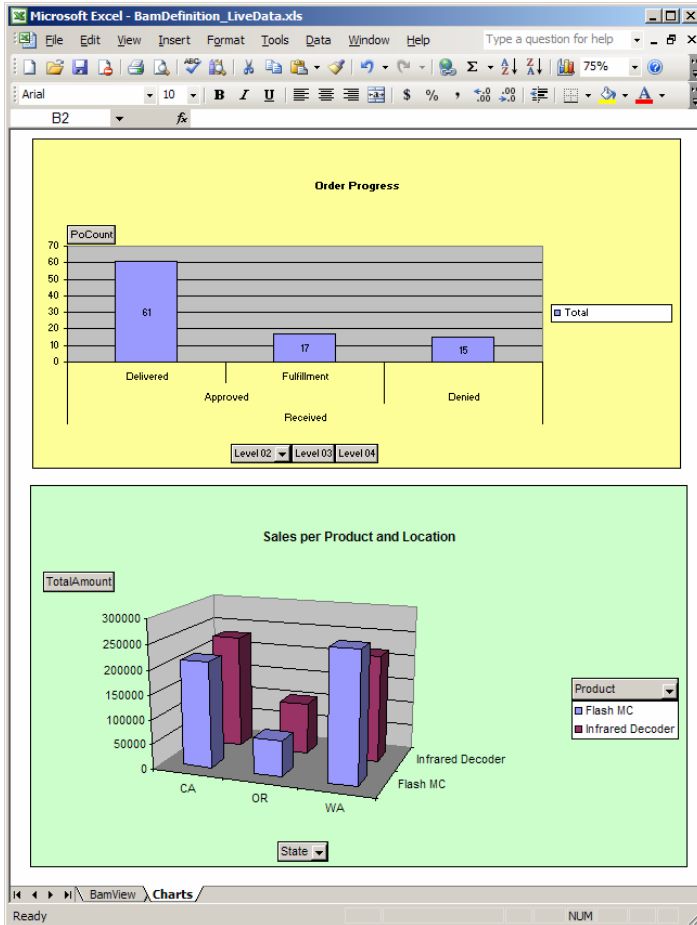 Microsoft Excel - BamDefinition_LiveData.xls
File Edit View Insert Format Tools Data Window Help Type a question for help
75%
Arial 10 B I U $ % ,
B2 fx
Order Progress
PoCount
70
60
50
40
30
20
10
0
61
17
15
Total
Delivered Fulfillment
Approved Denied
Received
Level 02 Level 03 Level 04
Sales per Product and Location
TotalAmount
300000
250000
200000
150000
100000
50000
0
Product
Flash MC
Infrared Decoder
Infrared Decoder
Flash MC
CA
OR
WA
State
BamView Charts
Ready NUM